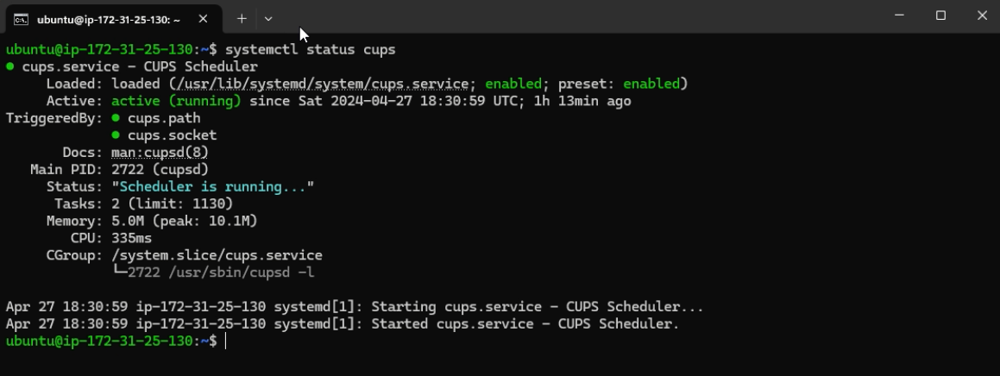 ubuntu@ip-172-31-25-130: ~
ubuntu@ip-172-31-25-130:~$ systemctl status cups
● cups.service - CUPS Scheduler
     Loaded: loaded (/usr/lib/systemd/system/cups.service; enabled; preset: enabled)
     Active: active (running) since Sat 2024-04-27 18:30:59 UTC; 1h 13min ago
TriggeredBy: ● cups.path
             ● cups.socket
       Docs: man:cupsd(8)
   Main PID: 2722 (cupsd)
     Status: "Scheduler is running..."
      Tasks: 2 (limit: 1130)
     Memory: 5.0M (peak: 10.1M)
        CPU: 335ms
     CGroup: /system.slice/cups.service
             └─2722 /usr/sbin/cupsd -l
Apr 27 18:30:59 ip-172-31-25-130 systemd[1]: Starting cups.service - CUPS Scheduler...
Apr 27 18:30:59 ip-172-31-25-130 systemd[1]: Started cups.service - CUPS Scheduler.
ubuntu@ip-172-31-25-130:~$